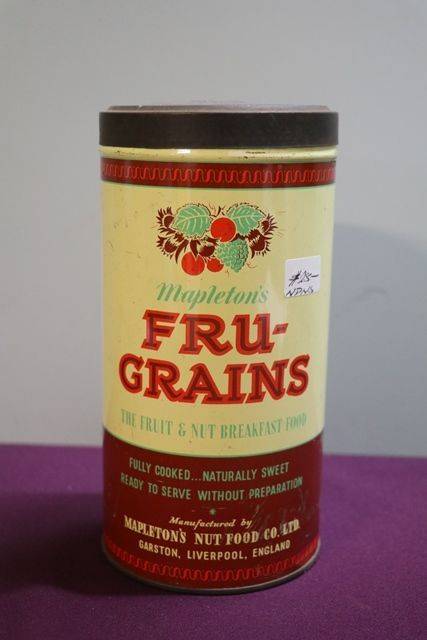 Mapleton's
FRU-
GRAINS
THE FRUIT & NUT BREAKFAST FOOD
FULLY COOKED...NATURALLY SWEET
READY TO SERVE WITHOUT PREPARATION
Manufactured by
MAPLETON'S NUT FOOD CO. LTD.
GARSTON, LIVERPOOL, ENGLAND